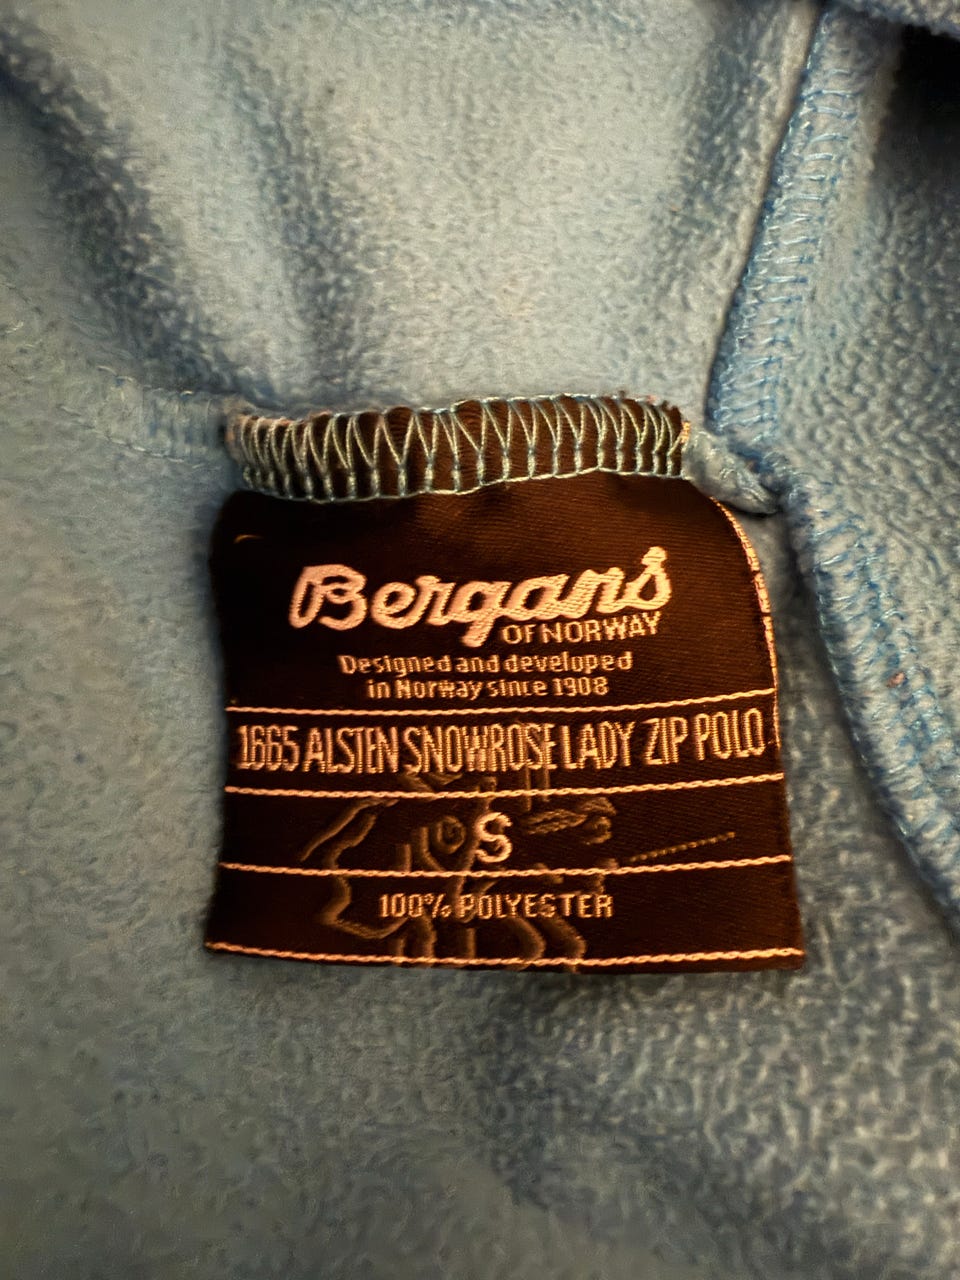 Bergans
OF NORWAY
Designed and developed
in Norway since 1908
1665 ALSTEN SNOWROSE LADY ZIP POLO
S
100% POLYESTER